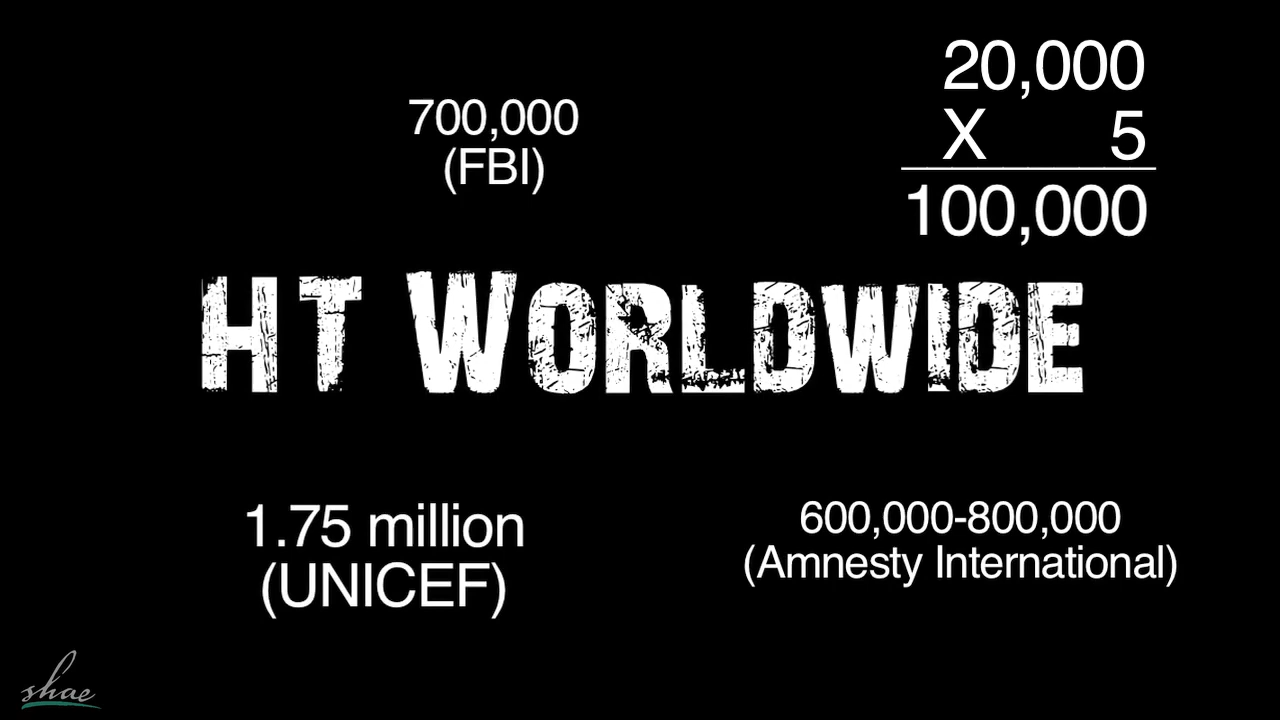 20,000
X 5
100,000
700,000
(FBI)
HT WORLDWIDE
1.75 million
(UNICEF)
600,000-800,000
(Amnesty International)
shae